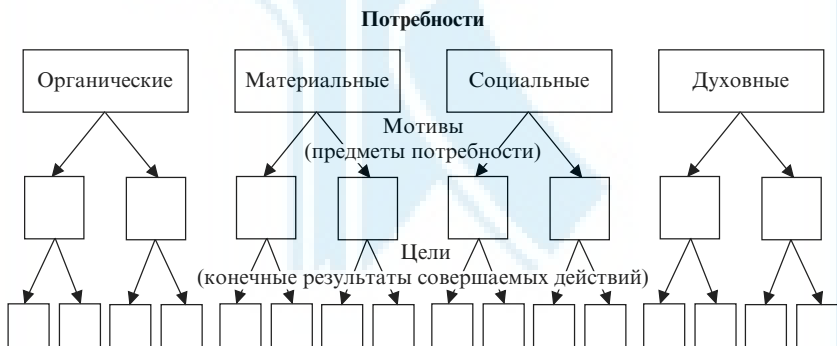 Потребности
Органические
Материальные
Социальные
Духовные
Мотивы
(предметы потребности)
Цели
(конечные результаты совершаемых действий)